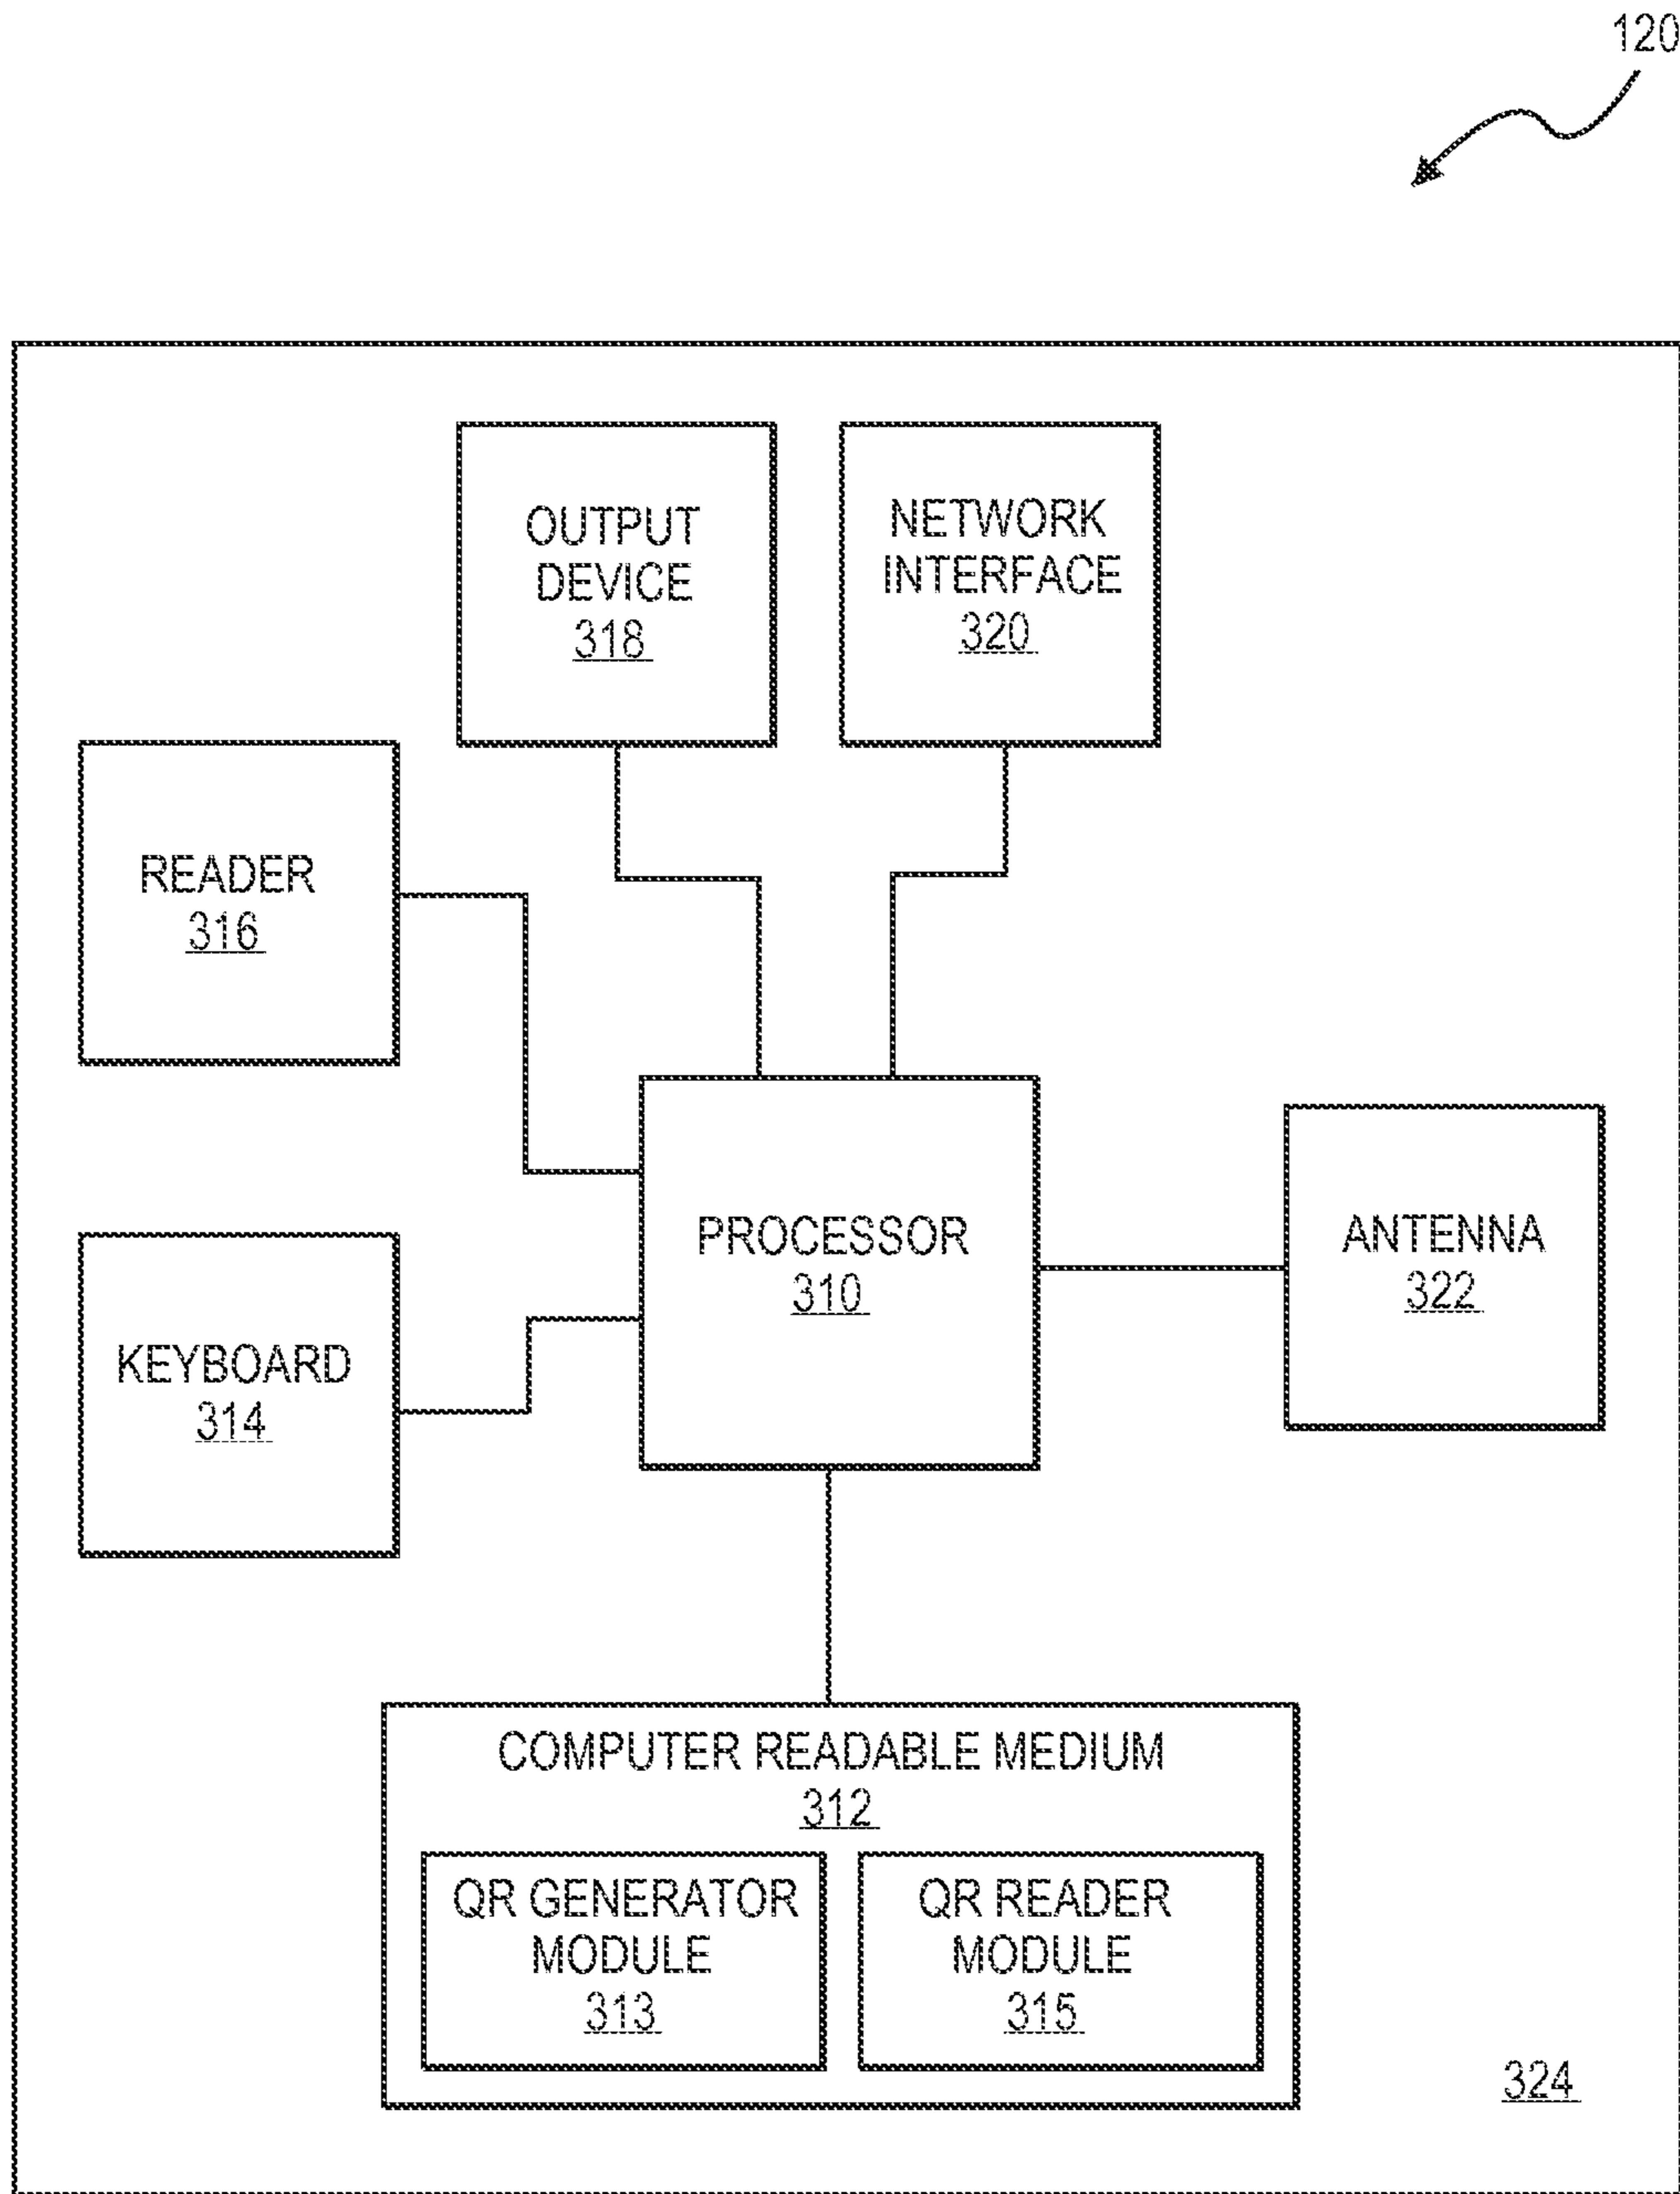 120
OUTPUT
DEVICE
318
NETWORK
INTERFACE
320
READER
316
PROCESSOR
310
ANTENNA
322
KEYBOARD
314
COMPUTER READABLE MEDIUM
312
QR GENERATOR
MODULE
313
QR READER
MODULE
315
324